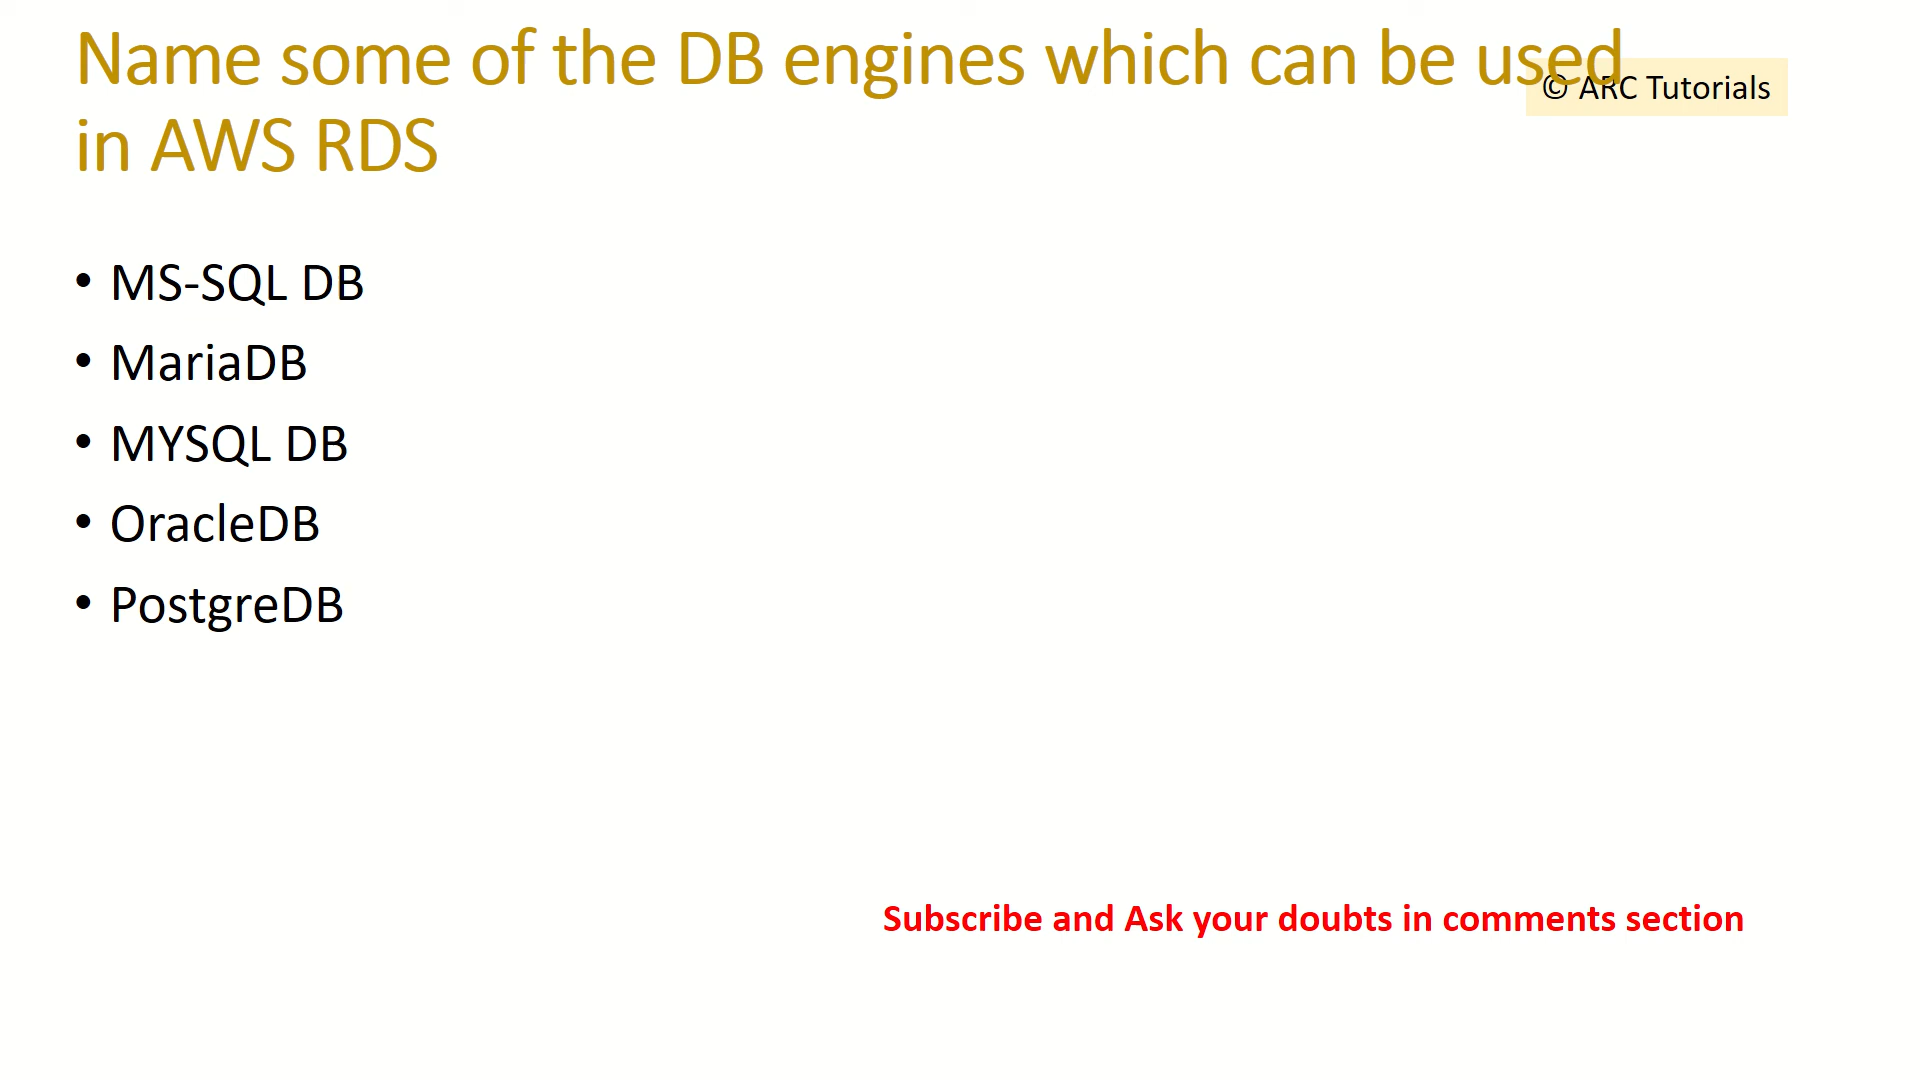 Name some of the DB engines which can be used
© ARC Tutorials
in AWS RDS
• MS-SQL DB
• MariaDB
• MYSQL DB
• OracleDB
• PostgreDB
Subscribe and Ask your doubts in comments section